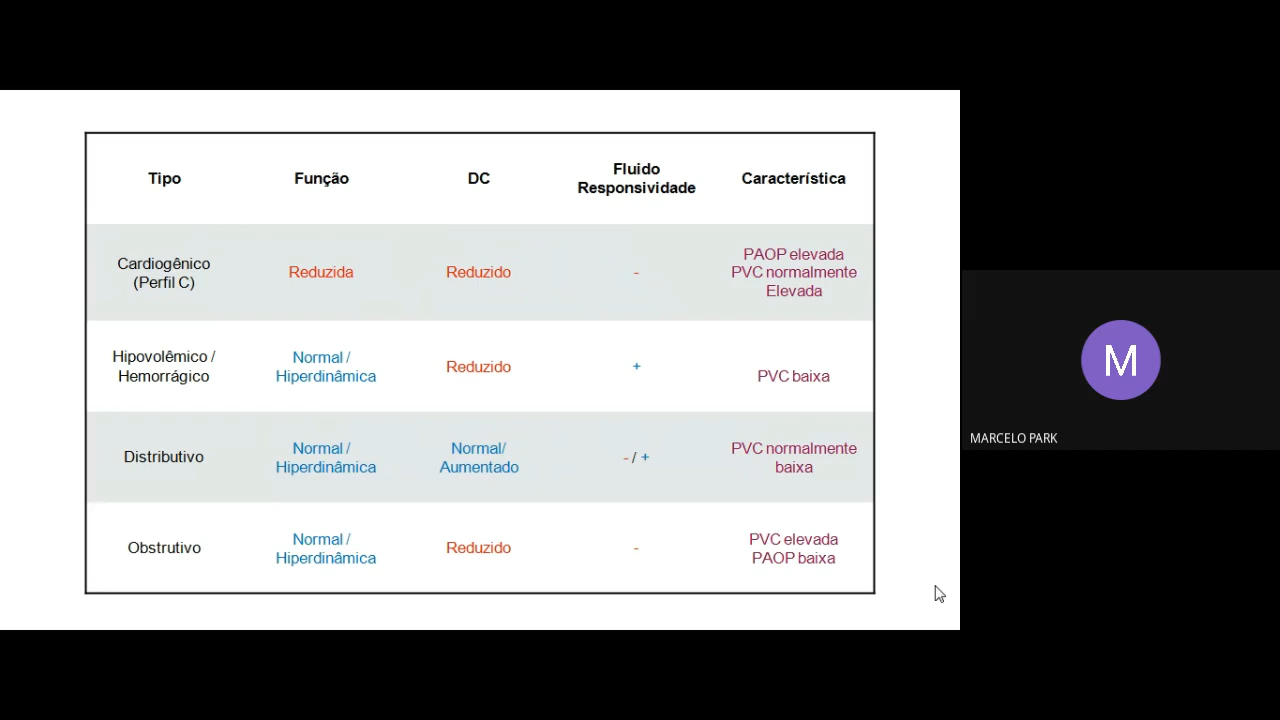 Tipo
Função
DC
Fluido
Responsividade
Característica
Cardiogênico
(Perfil C)
Reduzida
Reduzido
-
PAOP elevada
PVC normalmente
Elevada
Hipovolêmico /
Hemorrágico
Normal /
Hiperdinâmica
Reduzido
+
PVC baixa
Distributivo
Normal /
Hiperdinâmica
Normal/
Aumentado
- / +
PVC normalmente
baixa
Obstrutivo
Normal /
Hiperdinâmica
Reduzido
-
PVC elevada
PAOP baixa
M
MARCELO PARK